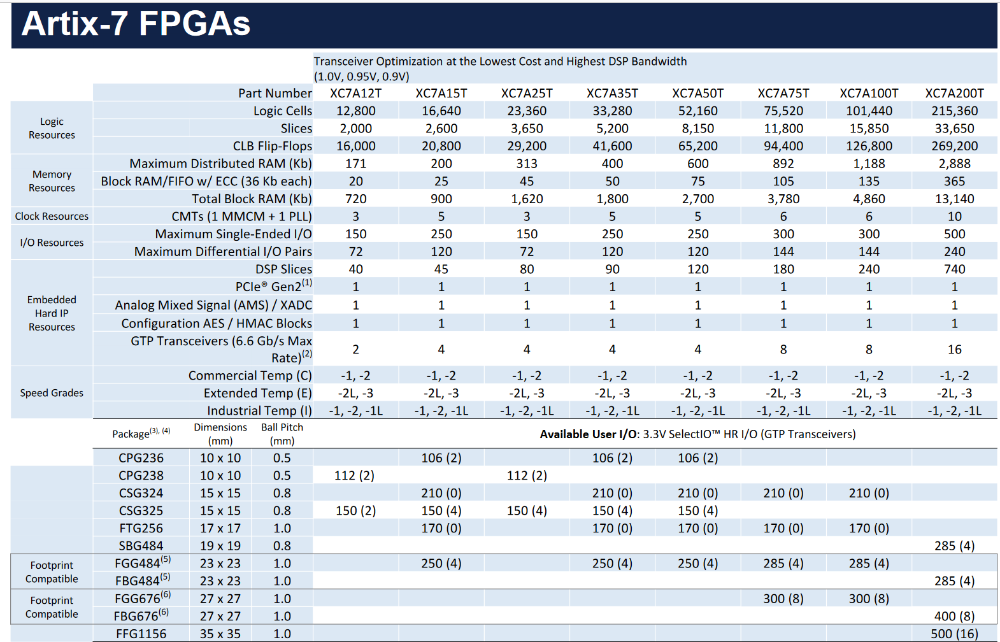 Artix-7 FPGAs
Transceiver Optimization at the Lowest Cost and Highest DSP Bandwidth
(1.0V, 0.95V, 0.9V)
Part Number XC7A12T XC7A15T XC7A25T XC7A35T XC7A50T XC7A75T XC7A100T XC7A200T
Logic
Resources
Logic Cells 12,800 16,640 23,360 33,280 52,160 75,520 101,440 215,360
Slices 2,000 2,600 3,650 5,200 8,150 11,800 15,850 33,650
CLB Flip-Flops 16,000 20,800 29,200 41,600 65,200 94,400 126,800 269,200
Memory
Resources
Maximum Distributed RAM (Kb) 171 200 313 400 600 892 1,188 2,888
Block RAM/FIFO w/ ECC (36 Kb each) 20 25 45 50 75 105 135 365
Total Block RAM (Kb) 720 900 1,620 1,800 2,700 3,780 4,860 13,140
Clock Resources CMTs (1 MMCM + 1 PLL) 3 5 3 5 5 6 6 10
I/O Resources
Maximum Single-Ended I/O 150 250 150 250 250 300 300 500
Maximum Differential I/O Pairs 72 120 72 120 120 144 144 240
Embedded
Hard IP
Resources
DSP Slices 40 45 80 90 120 180 240 740
PCIe® Gen2(1) 1 1 1 1 1 1 1 1
Analog Mixed Signal (AMS) / XADC 1 1 1 1 1 1 1 1
Configuration AES / HMAC Blocks 1 1 1 1 1 1 1 1
GTP Transceivers (6.6 Gb/s Max
Rate)(2) 2 4 4 4 4 8 8 16
Speed Grades
Commercial Temp (C) -1, -2 -1, -2 -1, -2 -1, -2 -1, -2 -1, -2 -1, -2 -1, -2
Extended Temp (E) -2L, -3 -2L, -3 -2L, -3 -2L, -3 -2L, -3 -2L, -3 -2L, -3 -2L, -3
Industrial Temp (I) -1, -2, -1L -1, -2, -1L -1, -2, -1L -1, -2, -1L -1, -2, -1L -1, -2, -1L -1, -2, -1L -1, -2, -1L
Package(3), (4)
Dimensions
(mm)
Ball Pitch
(mm)
Available User I/O: 3.3V SelectIO™ HR I/O (GTP Transceivers)
CPG236 10 x 10 0.5 106 (2) 106 (2) 106 (2)
CPG238 10 x 10 0.5 112 (2) 112 (2)
CSG324 15 x 15 0.8 210 (0) 210 (0) 210 (0) 210 (0) 210 (0)
CSG325 15 x 15 0.8 150 (2) 150 (4) 150 (4) 150 (4) 150 (4)
FTG256 17 x 17 1.0 170 (0) 170 (0) 170 (0) 170 (0) 170 (0)
SBG484 19 x 19 0.8 285 (4)
Footprint
Compatible
FGG484(5) 23 x 23 1.0 250 (4) 250 (4) 250 (4) 285 (4) 285 (4)
FBG484(5) 23 x 23 1.0 285 (4)
Footprint
Compatible
FGG676(6) 27 x 27 1.0 300 (8) 300 (8)
FBG676(6) 27 x 27 1.0 400 (8)
FFG1156 35 x 35 1.0 500 (16)